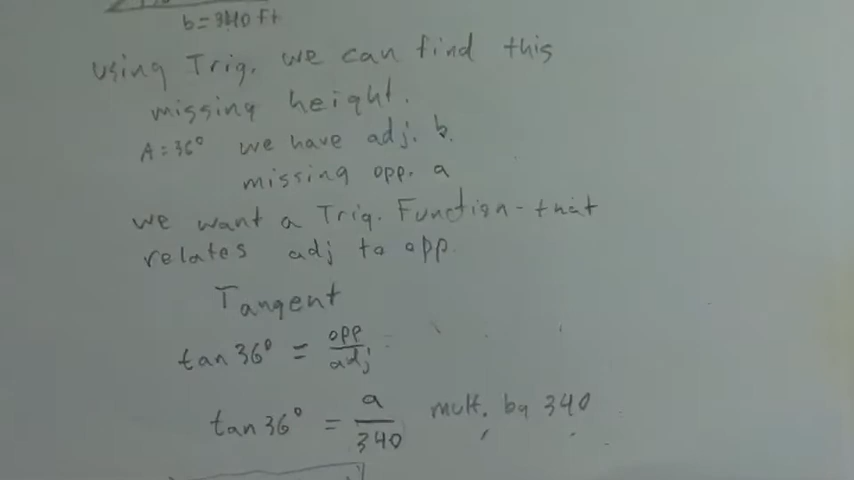 b = 340 Ft
using Trig. we can find this
missing height.
A = 36° we have adj. b.
missing opp. a
we want a Trig. Function - that
relates adj to opp.
Tangent
tan 36° = opp/adj
tan 36° = a/340 mult. by 340